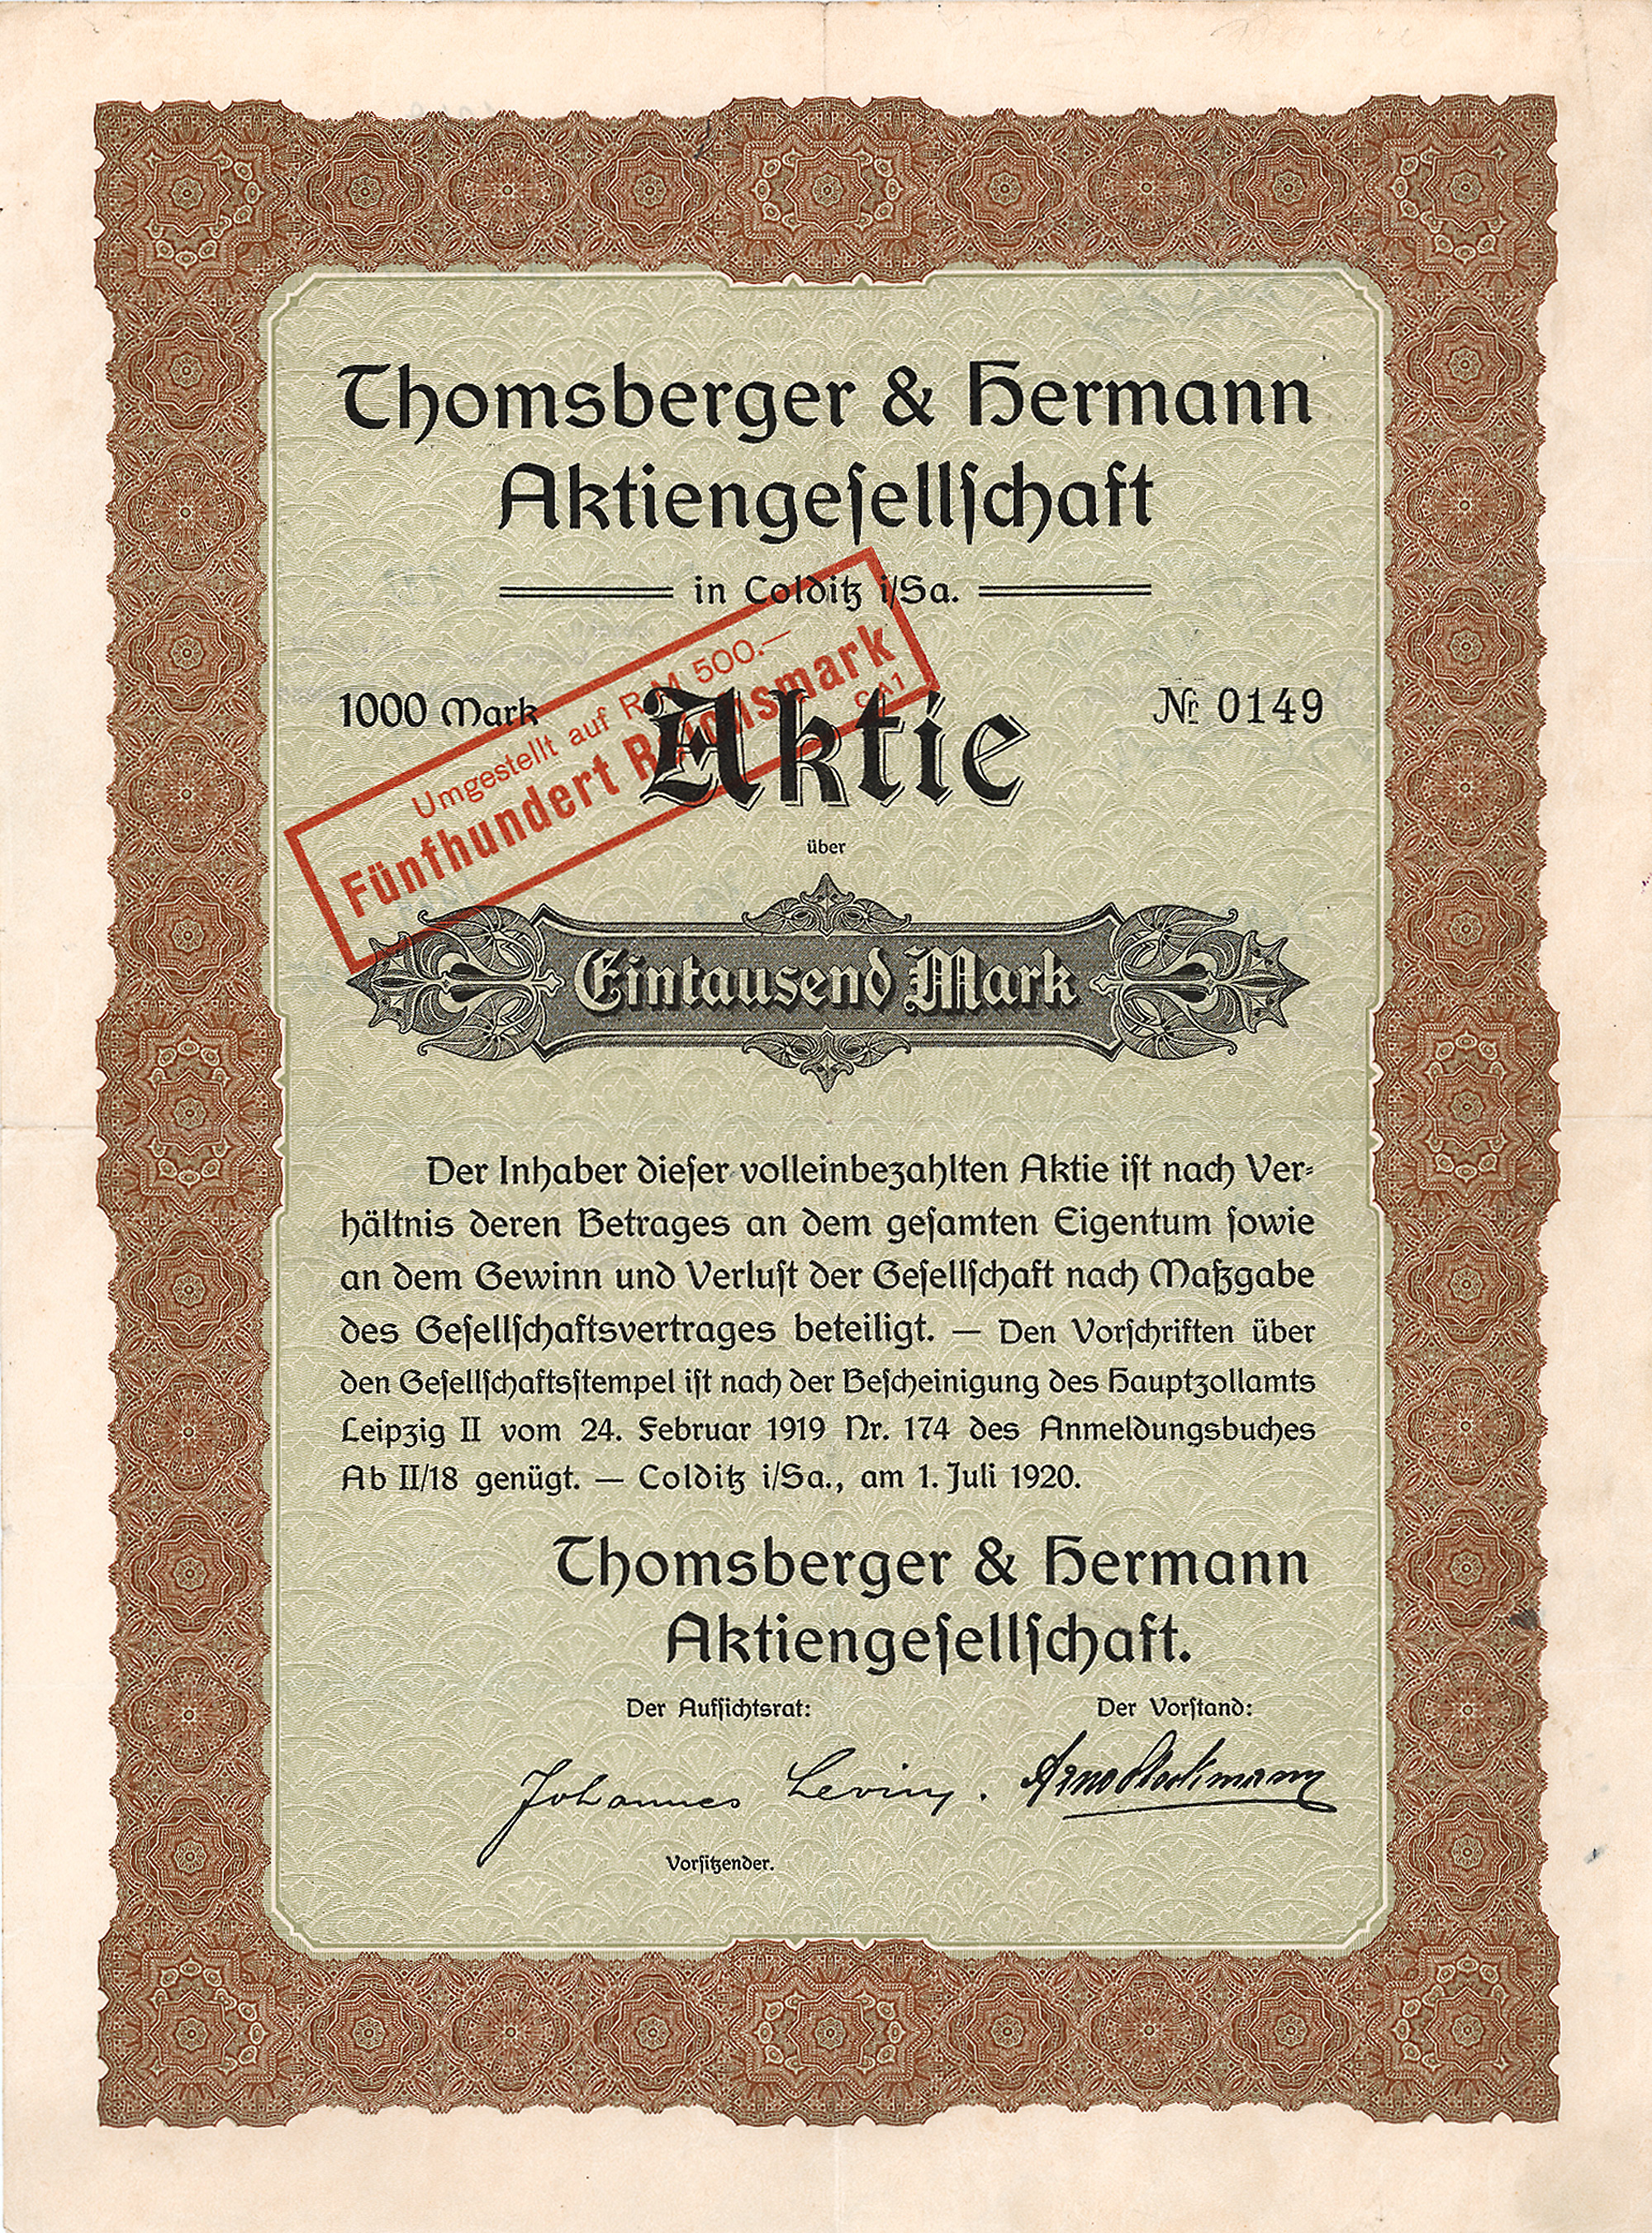 Thomsberger & Hermann
Aktiengeſellſchaft
in Colditz i/Sa.
Umgestellt auf RM 500.—
Fünfhundert Reichsmark
1000 Mark
Aktie
Nr. 0149
über
Eintausend Mark
Der Inhaber dieſer volleinbezahlten Aktie iſt nach Ver-
hältnis deren Betrages an dem geſamten Eigentum ſowie
an dem Gewinn und Verluſt der Geſellſchaft nach Maßgabe
des Geſellſchaftsvertrages beteiligt. — Den Vorſchriften über
den Geſellſchaftsſtempel iſt nach der Beſcheinigung des Hauptzollamts
Leipzig II vom 24. Februar 1919 Nr. 174 des Anmeldungsbuches
Ab II/18 genügt. — Colditz i/Sa., am 1. Juli 1920.
Thomsberger & Hermann
Aktiengeſellſchaft.
Der Aufſichtsrat:
Der Vorſtand:
Johannes
Vorſitzender.